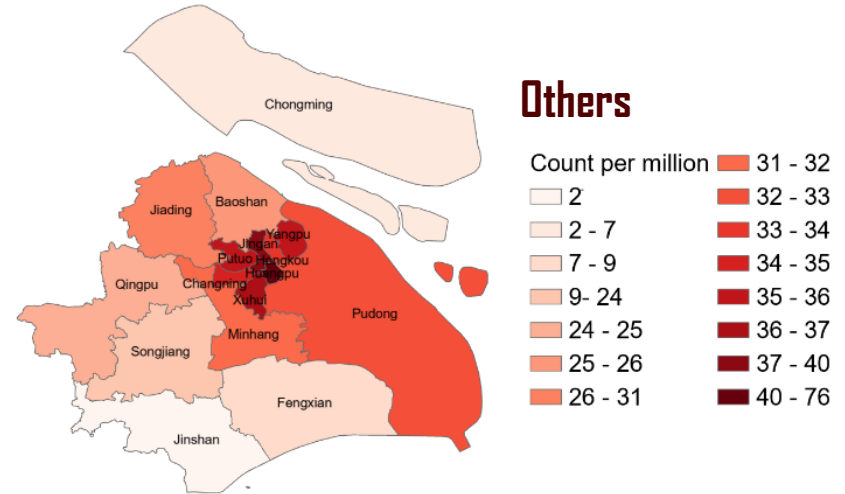 Chongming
Others
Count per million
2
2 - 7
7 - 9
9- 24
24 - 25
25 - 26
26 - 31
31 - 32
32 - 33
33 - 34
34 - 35
35 - 36
36 - 37
37 - 40
40 - 76
Baoshan
Jiading
Yangpu
Jingan
Putuo
Hongkou
Huangpu
Qingpu
Changning
Xuhui
Pudong
Minhang
Songjiang
Fengxian
Jinshan